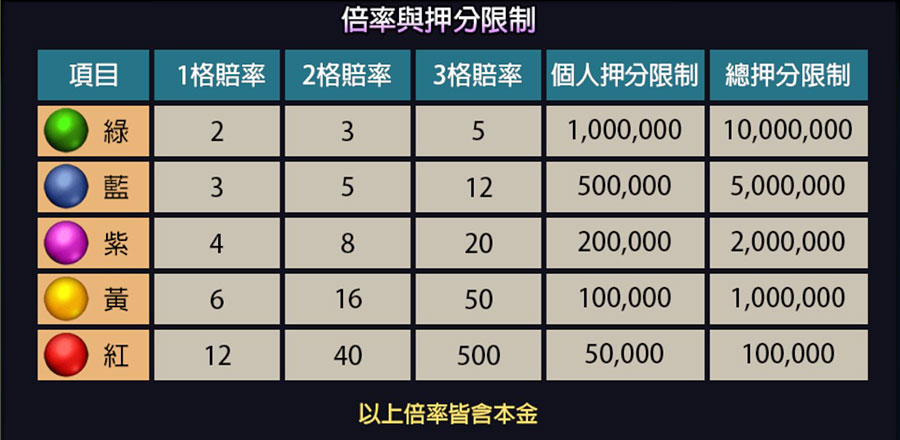 倍率與押分限制
項目 1格賠率 2格賠率 3格賠率 個人押分限制 總押分限制
綠 2 3 5 1,000,000 10,000,000
藍 3 5 12 500,000 5,000,000
紫 4 8 20 200,000 2,000,000
黃 6 16 50 100,000 1,000,000
紅 12 40 500 50,000 100,000
以上倍率皆含本金